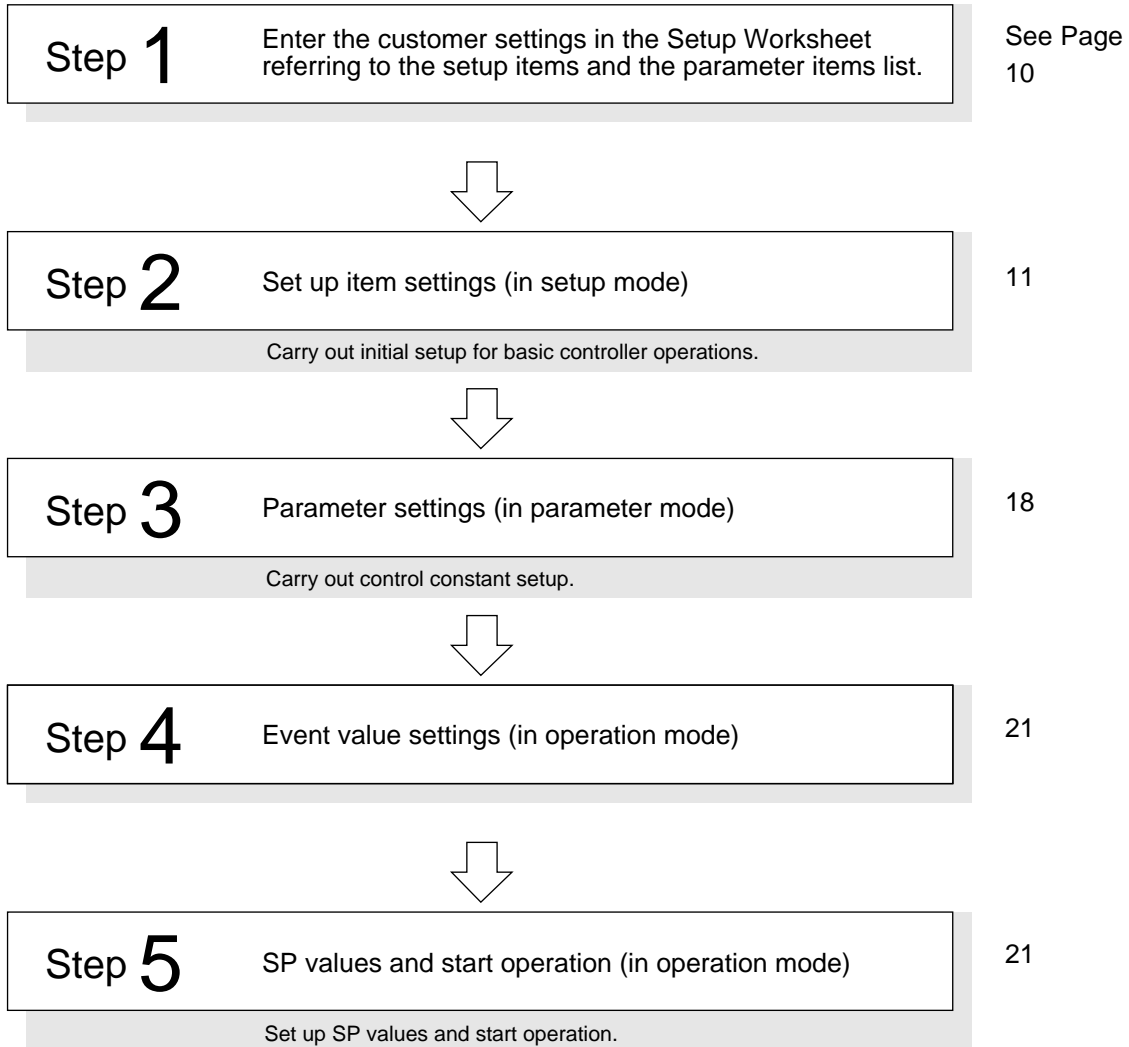 Step 1
Enter the customer settings in the Setup Worksheet
referring to the setup items and the parameter items list.
See Page
10
Step 2
Set up item settings (in setup mode)
11
Carry out initial setup for basic controller operations.
Step 3
Parameter settings (in parameter mode)
18
Carry out control constant setup.
Step 4
Event value settings (in operation mode)
21
Step 5
SP values and start operation (in operation mode)
21
Set up SP values and start operation.